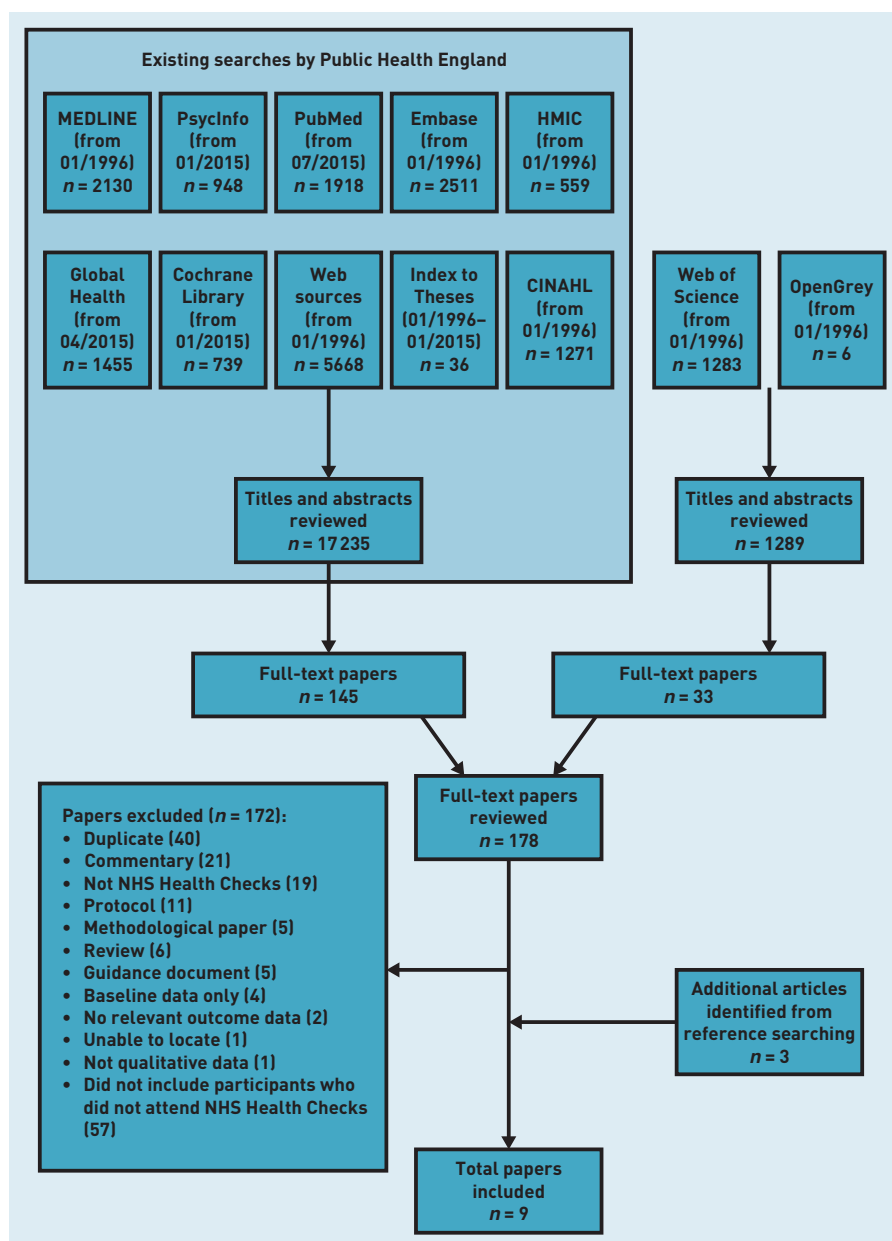 Existing searches by Public Health England
MEDLINE
(from
01/1996)
n = 2130
PsycInfo
(from
01/2015)
n = 948
PubMed
(from
07/2015)
n = 1918
Embase
(from
01/1996)
n = 2511
HMIC
(from
01/1996)
n = 559
Global
Health
(from
04/2015)
n = 1455
Cochrane
Library
(from
01/2015)
n = 739
Web
sources
(from
01/1996)
n = 5668
Index to
Theses
(01/1996–
01/2015)
n = 36
CINAHL
(from
01/1996)
n = 1271
Web of
Science
(from
01/1996)
n = 1283
OpenGrey
(from
01/1996)
n = 6
Titles and abstracts
reviewed
n = 17 235
Titles and abstracts
reviewed
n = 1289
Full-text papers
n = 145
Full-text papers
n = 33
Full-text papers
reviewed
n = 178
Papers excluded (n = 172):
• Duplicate (40)
• Commentary (21)
• Not NHS Health Checks (19)
• Protocol (11)
• Methodological paper (5)
• Review (6)
• Guidance document (5)
• Baseline data only (4)
• No relevant outcome data (2)
• Unable to locate (1)
• Not qualitative data (1)
• Did not include participants who
did not attend NHS Health Checks
(57)
Additional articles
identified from
reference searching
n = 3
Total papers
included
n = 9